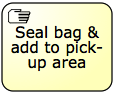 Seal bag &
add to pick-
up area